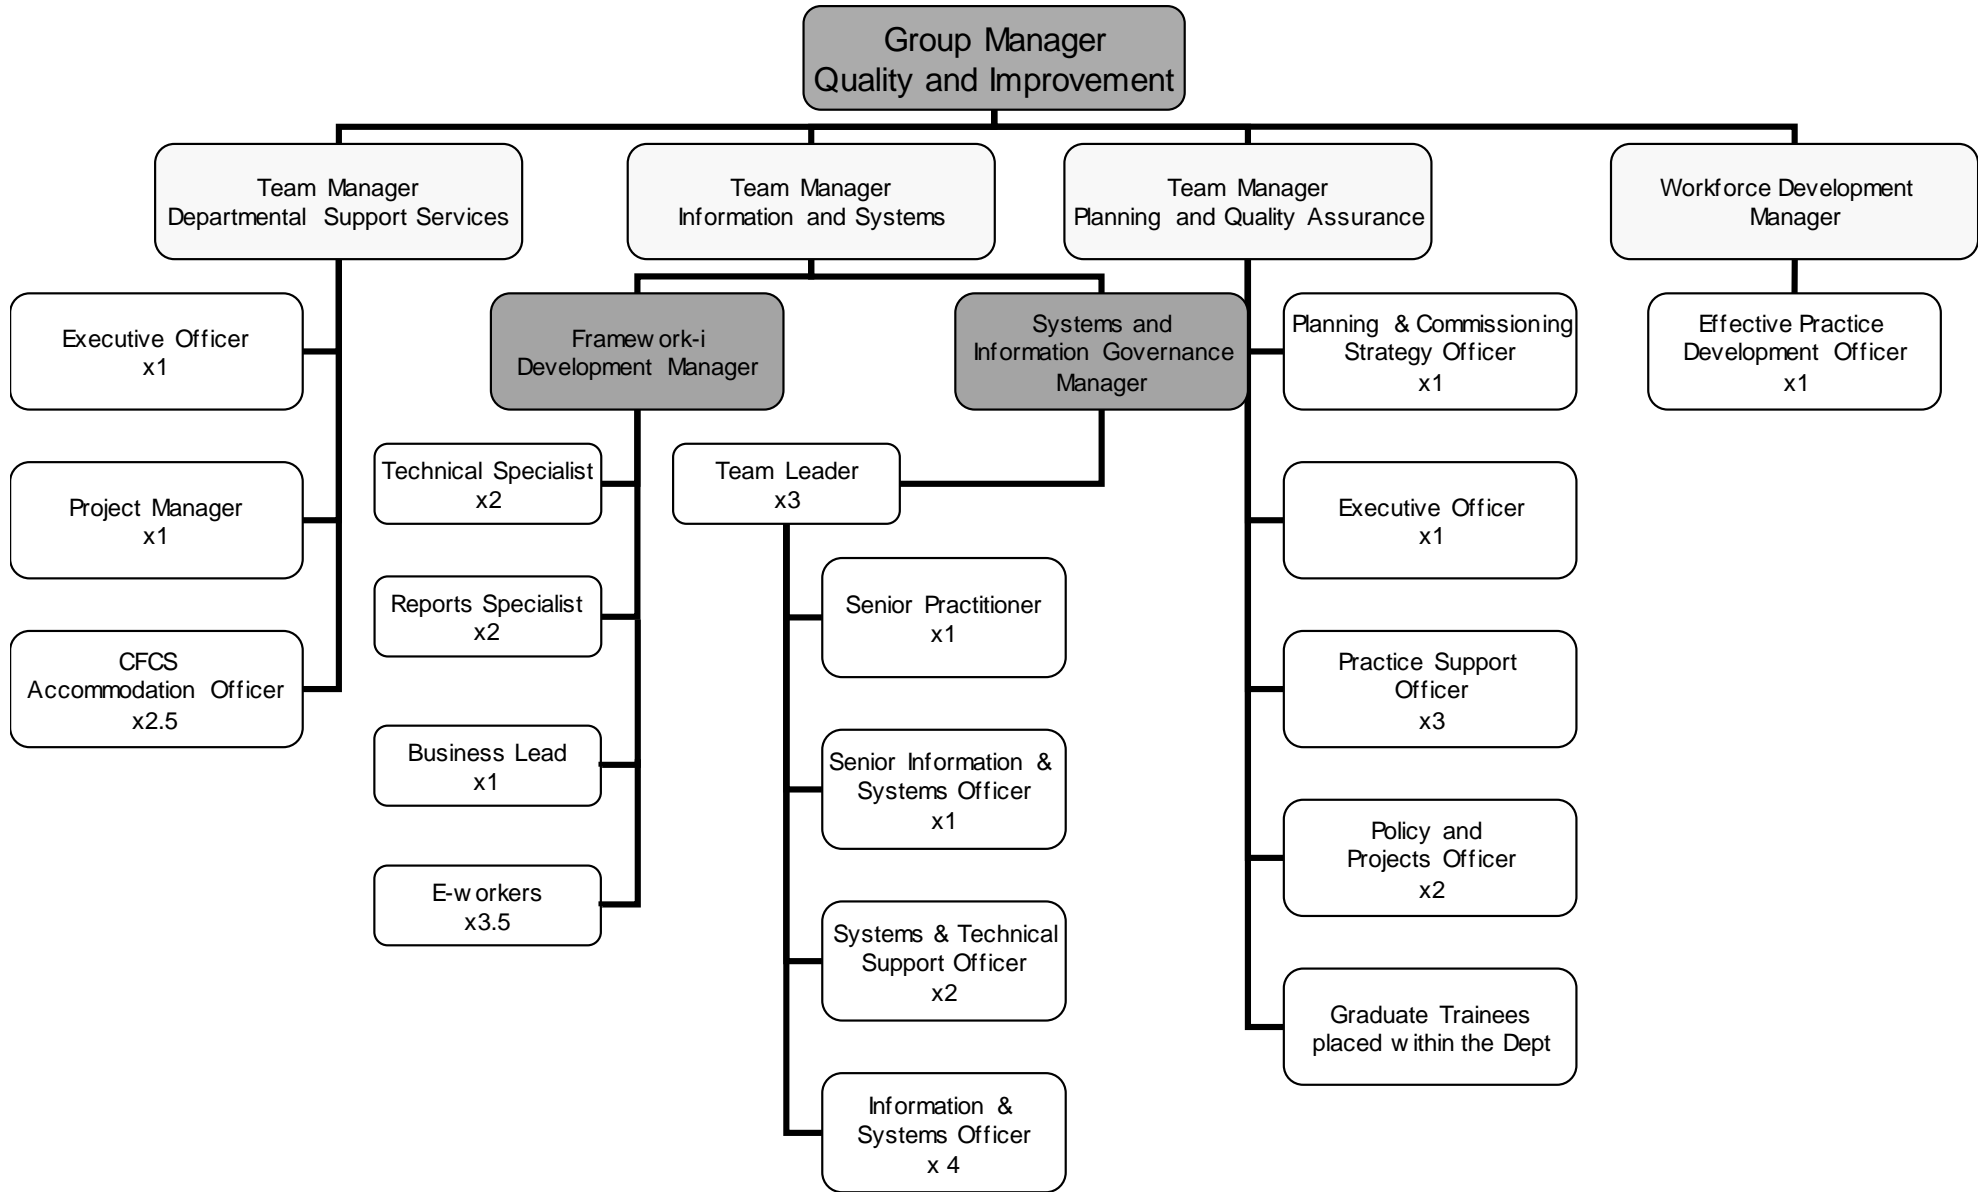 Group Manager
Quality and Improvement
Team Manager
Departmental Support Services
Team Manager
Information and Systems
Team Manager
Planning and Quality Assurance
Workforce Development
Manager
Executive Officer
x1
Framework-i
Development Manager
Systems and
Information Governance
Manager
Planning & Commissioning
Strategy Officer
x1
Effective Practice
Development Officer
x1
Project Manager
x1
Technical Specialist
x2
Team Leader
x3
Executive Officer
x1
CFCS
Accommodation Officer
x2.5
Reports Specialist
x2
Senior Practitioner
x1
Practice Support
Officer
x3
Business Lead
x1
Senior Information &
Systems Officer
x1
Policy and
Projects Officer
x2
E-workers
x3.5
Systems & Technical
Support Officer
x2
Graduate Trainees
placed within the Dept
Information &
Systems Officer
x 4